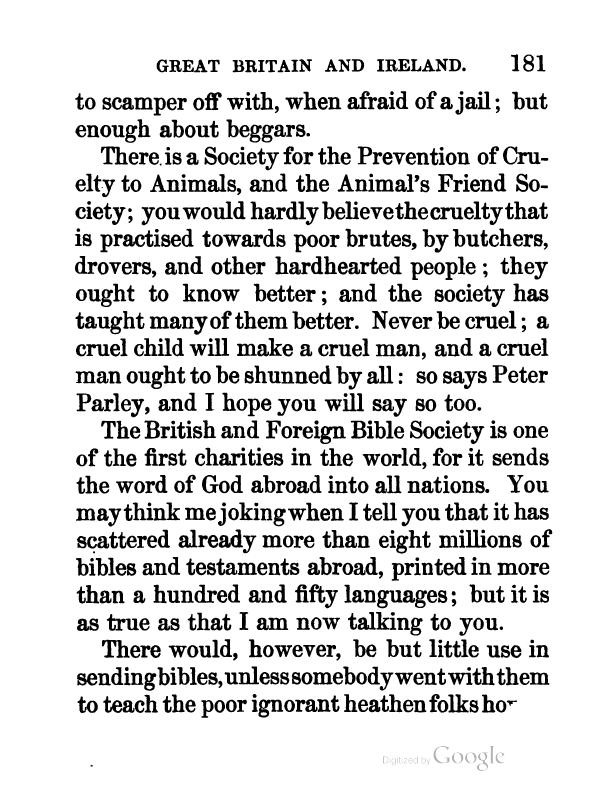 GREAT BRITAIN AND IRELAND. 181
to scamper off with, when afraid of a jail; but
enough about beggars.
There is a Society for the Prevention of Cru-
elty to Animals, and the Animal's Friend So-
ciety; you would hardly believe the cruelty that
is practised towards poor brutes, by butchers,
drovers, and other hardhearted people; they
ought to know better; and the society has
taught many of them better. Never be cruel; a
cruel child will make a cruel man, and a cruel
man ought to be shunned by all: so says Peter
Parley, and I hope you will say so too.
The British and Foreign Bible Society is one
of the first charities in the world, for it sends
the word of God abroad into all nations. You
may think me joking when I tell you that it has
scattered already more than eight millions of
bibles and testaments abroad, printed in more
than a hundred and fifty languages; but it is
as true as that I am now talking to you.
There would, however, be but little use in
sending bibles, unless somebody went with them
to teach the poor ignorant heathen folks
Digitized by Google